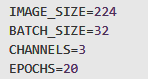 IMAGE_SIZE=224
BATCH_SIZE=32
CHANNELS=3
EPOCHS=20